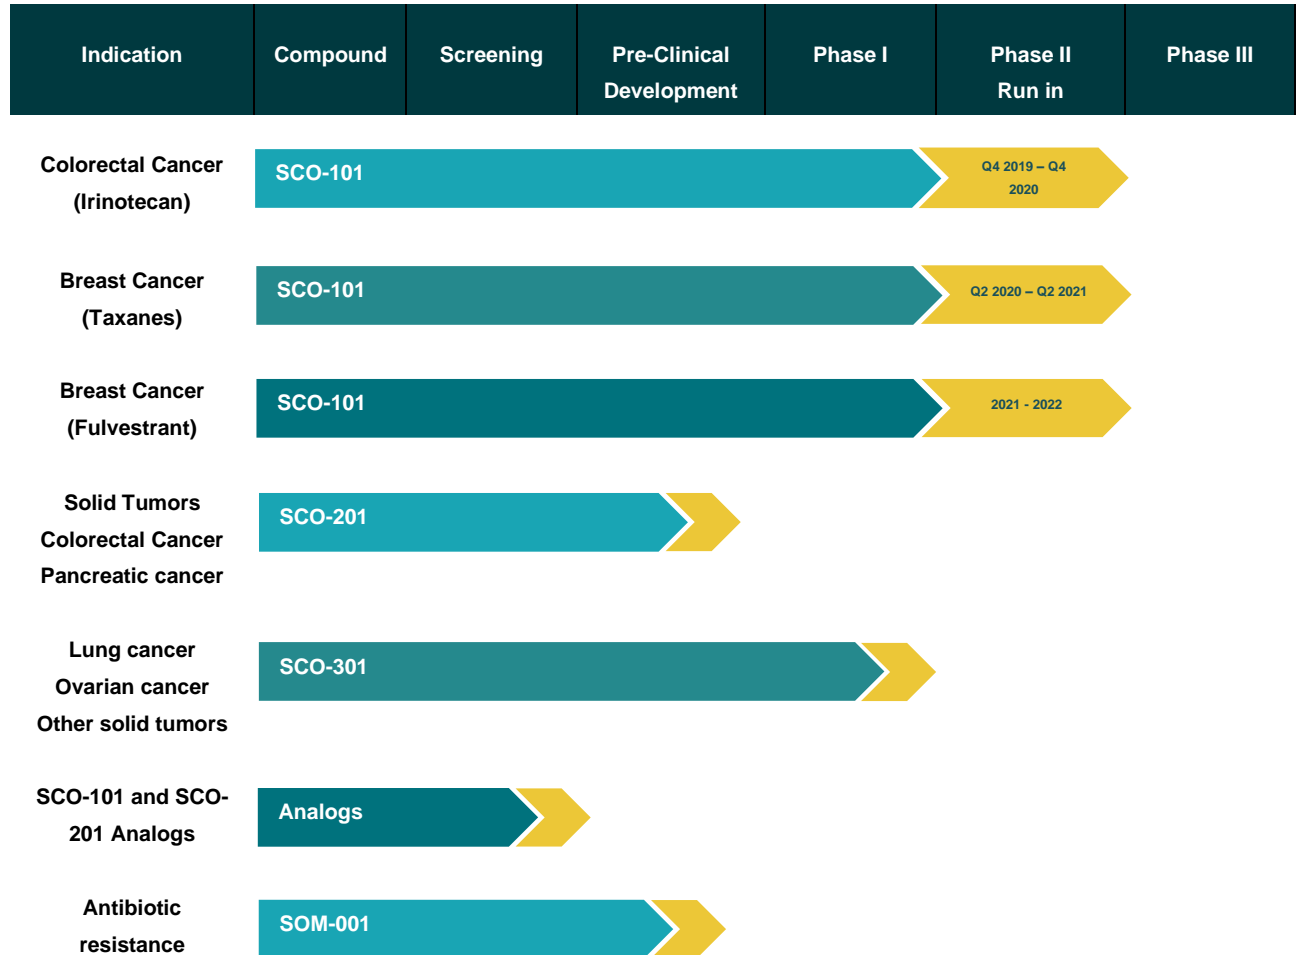 Indication
Compound
Screening
Pre-Clinical
Development
Phase I
Phase II
Run in
Phase III
Colorectal Cancer
(Irinotecan)
SCO-101
Q4 2019 – Q4
2020
Breast Cancer
(Taxanes)
SCO-101
Q2 2020 – Q2 2021
Breast Cancer
(Fulvestrant)
SCO-101
2021 - 2022
Solid Tumors
Colorectal Cancer
Pancreatic cancer
SCO-201
Lung cancer
Ovarian cancer
Other solid tumors
SCO-301
SCO-101 and SCO-
201 Analogs
Analogs
Antibiotic
resistance
SOM-001